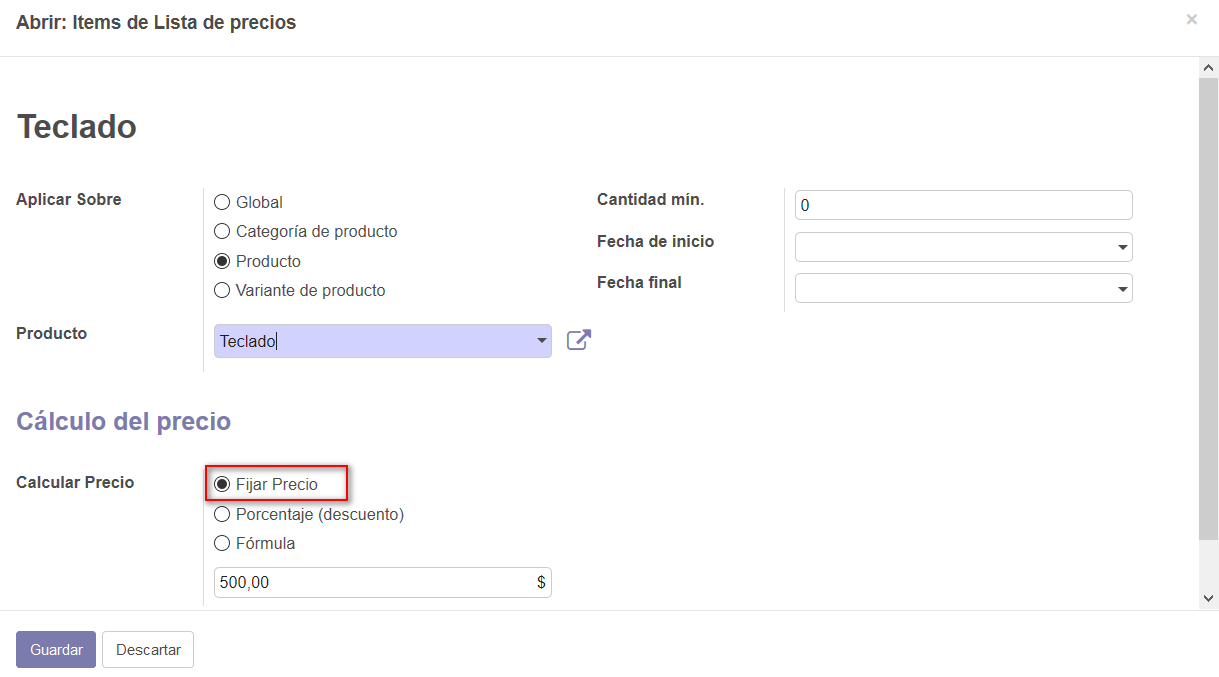 Abrir: Items de Lista de precios
×
Teclado
Aplicar Sobre
Global
Categoría de producto
Producto
Variante de producto
Cantidad mín.
0
Fecha de inicio
Fecha final
Producto
Teclado
Cálculo del precio
Calcular Precio
Fijar Precio
Porcentaje (descuento)
Fórmula
500,00 $
Guardar
Descartar